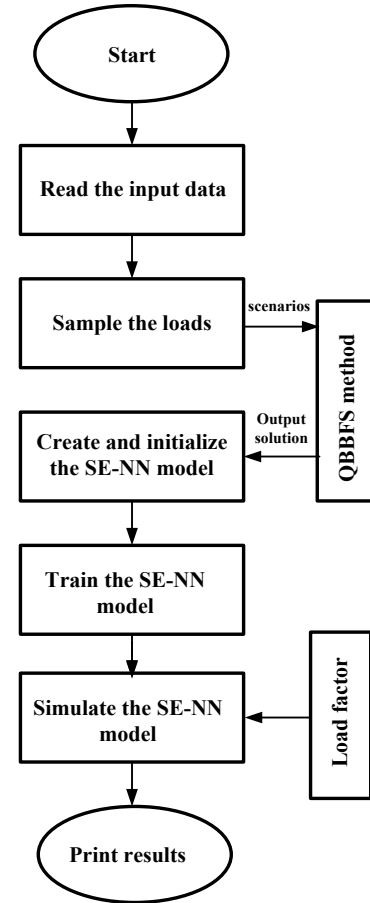 Start
Read the input data
Sample the loads
scenarios
QBBFS method
Output
solution
Create and initialize
the SE-NN model
Train the SE-NN
model
Simulate the SE-NN
model
Load factor
Print results